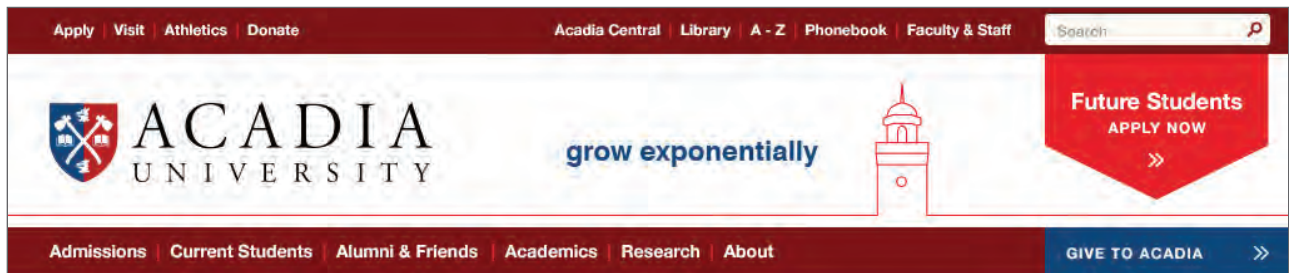 Apply | Visit | Athletics | Donate
Acadia Central | Library | A - Z | Phonebook | Faculty & Staff
Search
ACADIA
UNIVERSITY
grow exponentially
Future Students
APPLY NOW
»
Admissions | Current Students | Alumni & Friends | Academics | Research | About
GIVE TO ACADIA »